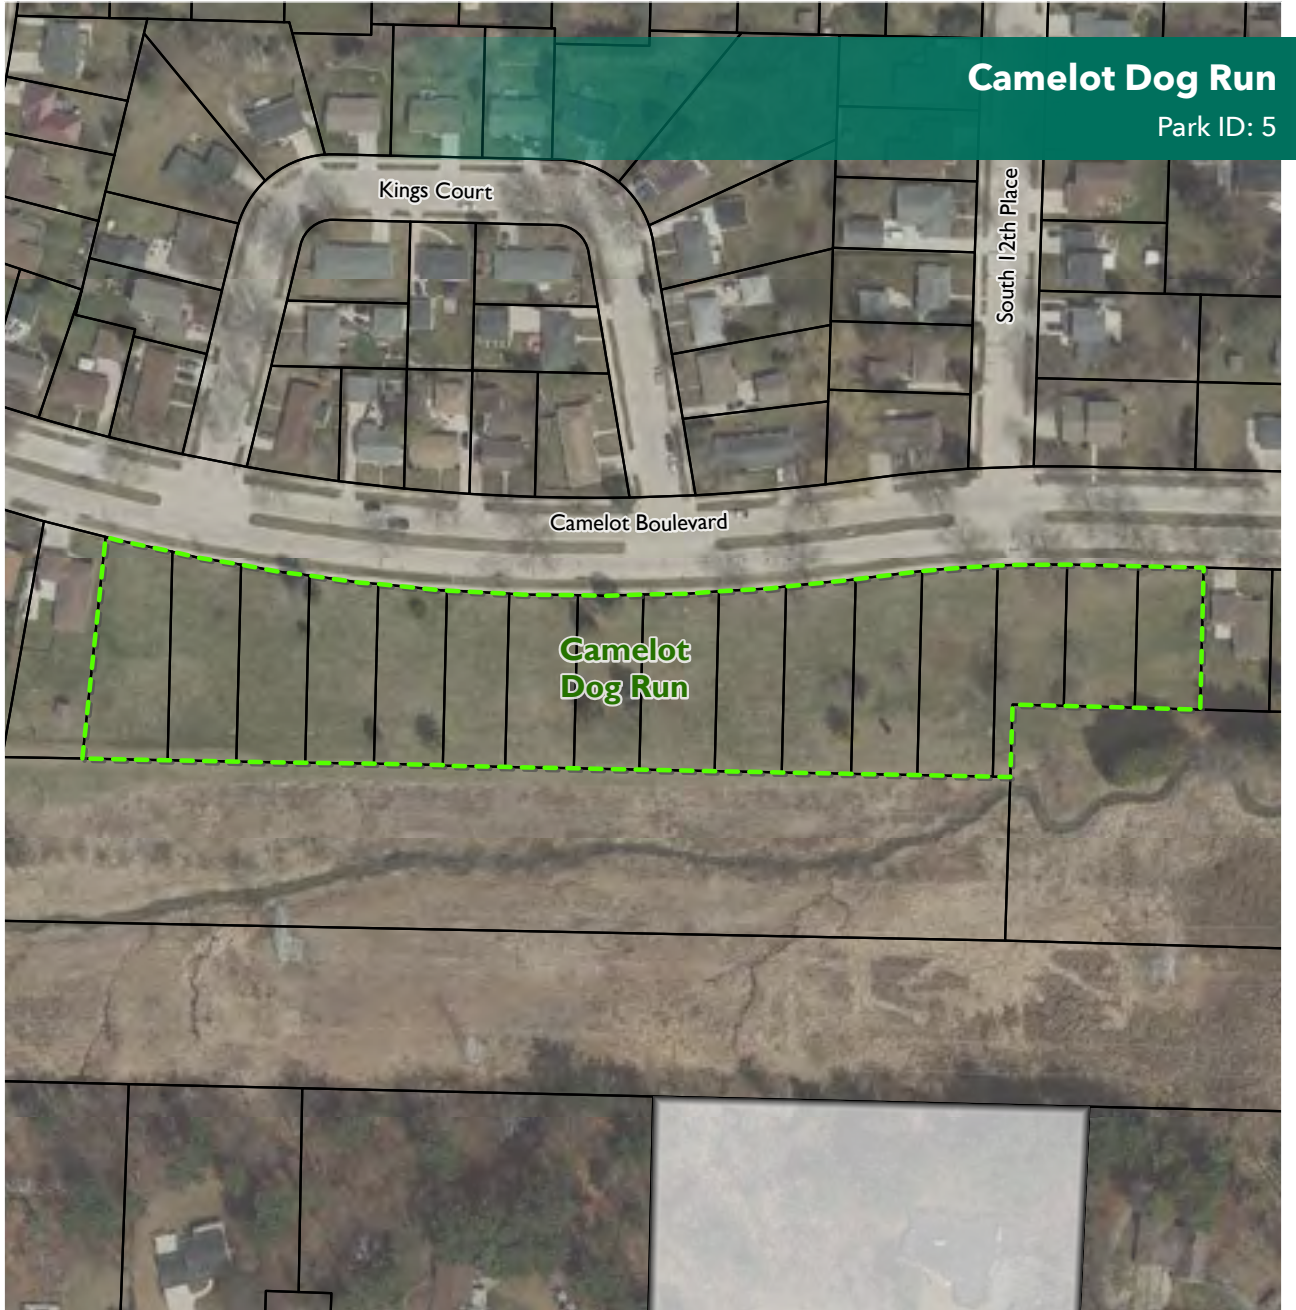 Camelot Dog Run
Park ID: 5
Kings Court
South 12th Place
Camelot Boulevard
Camelot
Dog Run